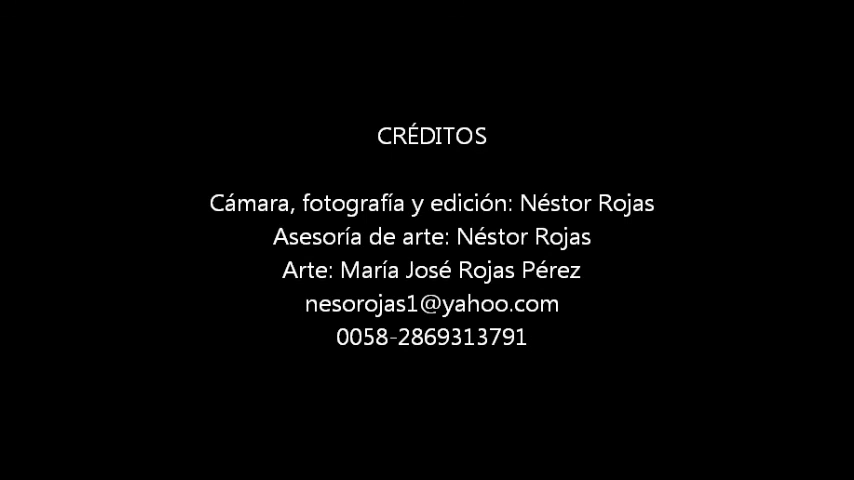 CRÉDITOS
Cámara, fotografía y edición: Néstor Rojas
Asesoría de arte: Néstor Rojas
Arte: María José Rojas Pérez
nesorojas1@yahoo.com
0058-2869313791